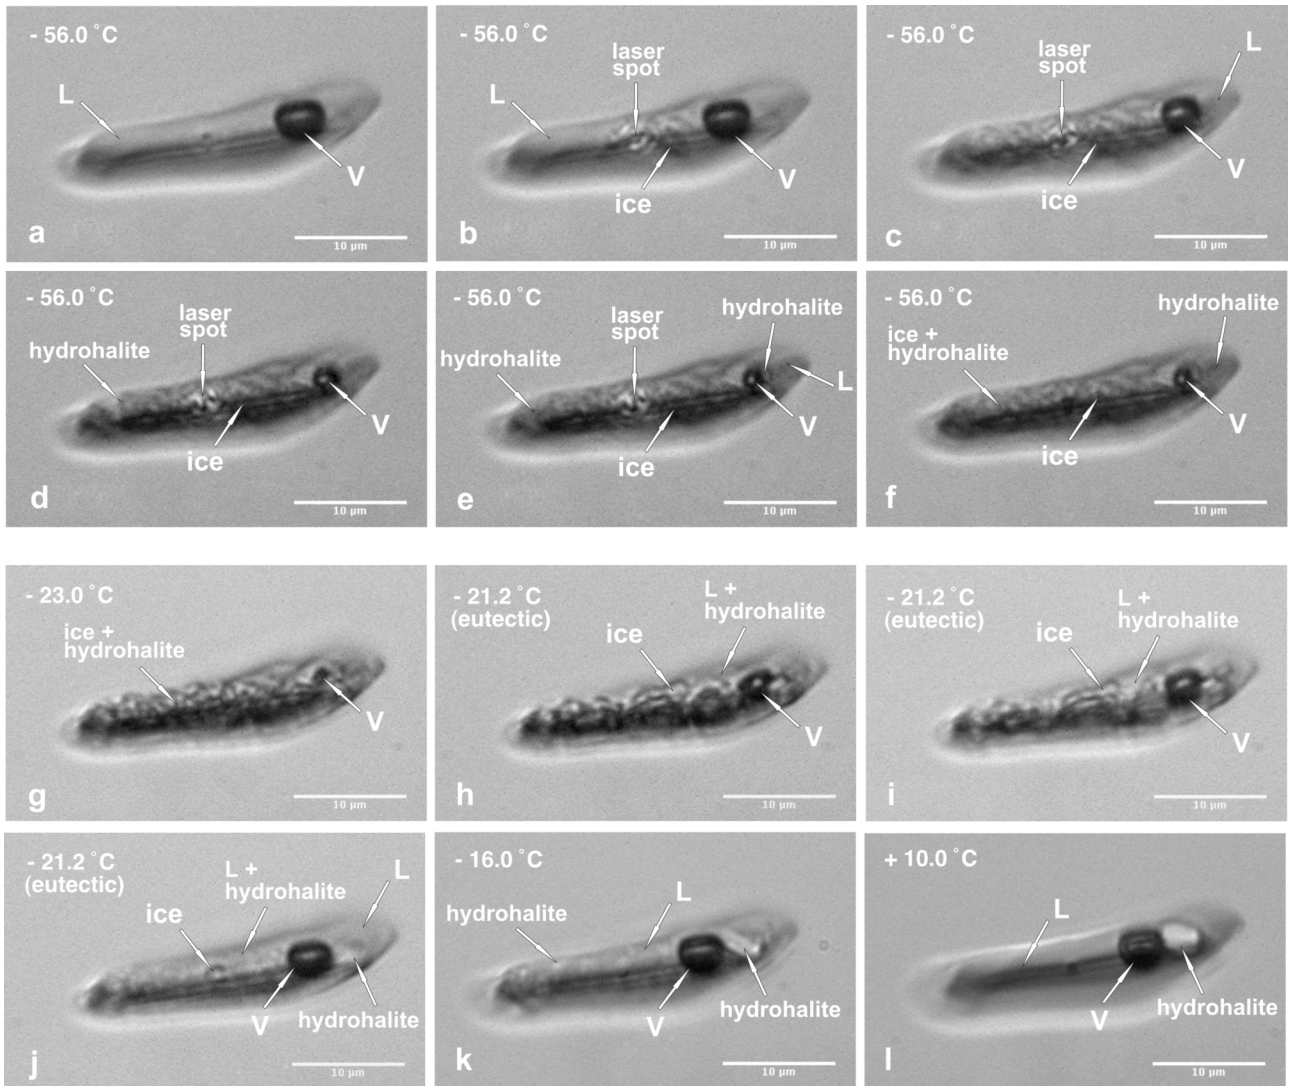 - 56.0 °C
L
V
a
10 µm
- 56.0 °C
laser
spot
L
V
ice
b
10 µm
- 56.0 °C
laser
spot
L
V
ice
c
10 µm
- 56.0 °C
laser
spot
hydrohalite
V
ice
d
10 µm
- 56.0 °C
laser
spot
hydrohalite
hydrohalite
L
V
ice
e
10 µm
- 56.0 °C
hydrohalite
ice +
hydrohalite
V
ice
f
10 µm
- 23.0 °C
ice +
hydrohalite
V
g
10 µm
- 21.2 °C
(eutectic)
L +
hydrohalite
ice
V
h
10 µm
- 21.2 °C
(eutectic)
L +
hydrohalite
ice
V
i
10 µm
- 21.2 °C
(eutectic)
L +
hydrohalite
L
ice
V
hydrohalite
j
10 µm
- 16.0 °C
hydrohalite
L
V
hydrohalite
k
10 µm
+ 10.0 °C
L
V
hydrohalite
l
10 µm